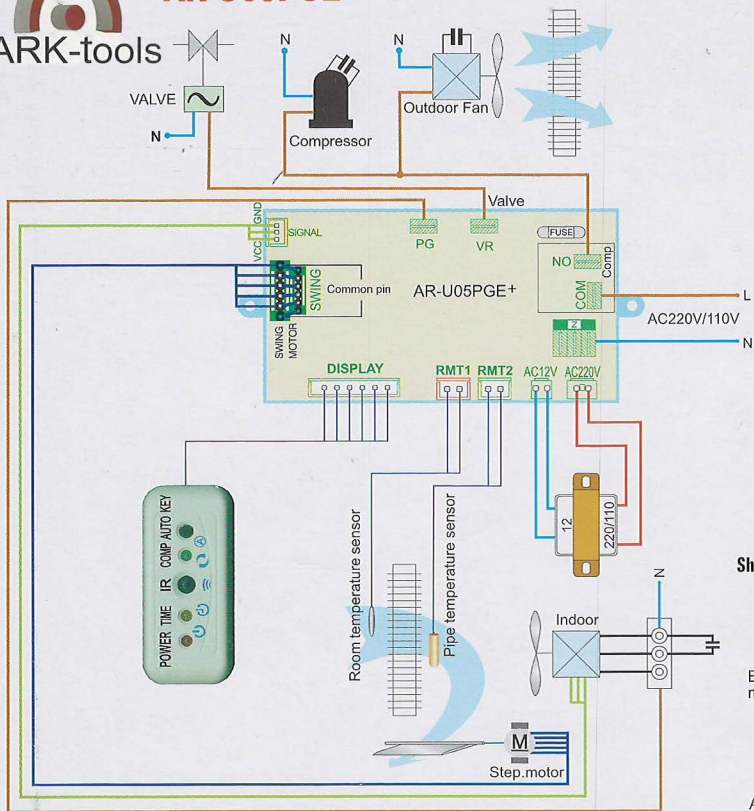 ARK-tools
N
N
VALVE
N
Compressor
Outdoor Fan
Valve
GND
VCC
SIGNAL
PG
VR
FUSE
NO
Comp
COM
L
SWING
Common pin
AR-U05PGE+
AC220V/110V
SWING
MOTOR
Z
N
DISPLAY
RMT1
RMT2
AC12V
AC220V
POWER TIME IR COMP AUTO KEY
A
Room temperature sensor
Pipe temperature sensor
12
220/110
Sh
N
Indoor
M
Step.motor
A